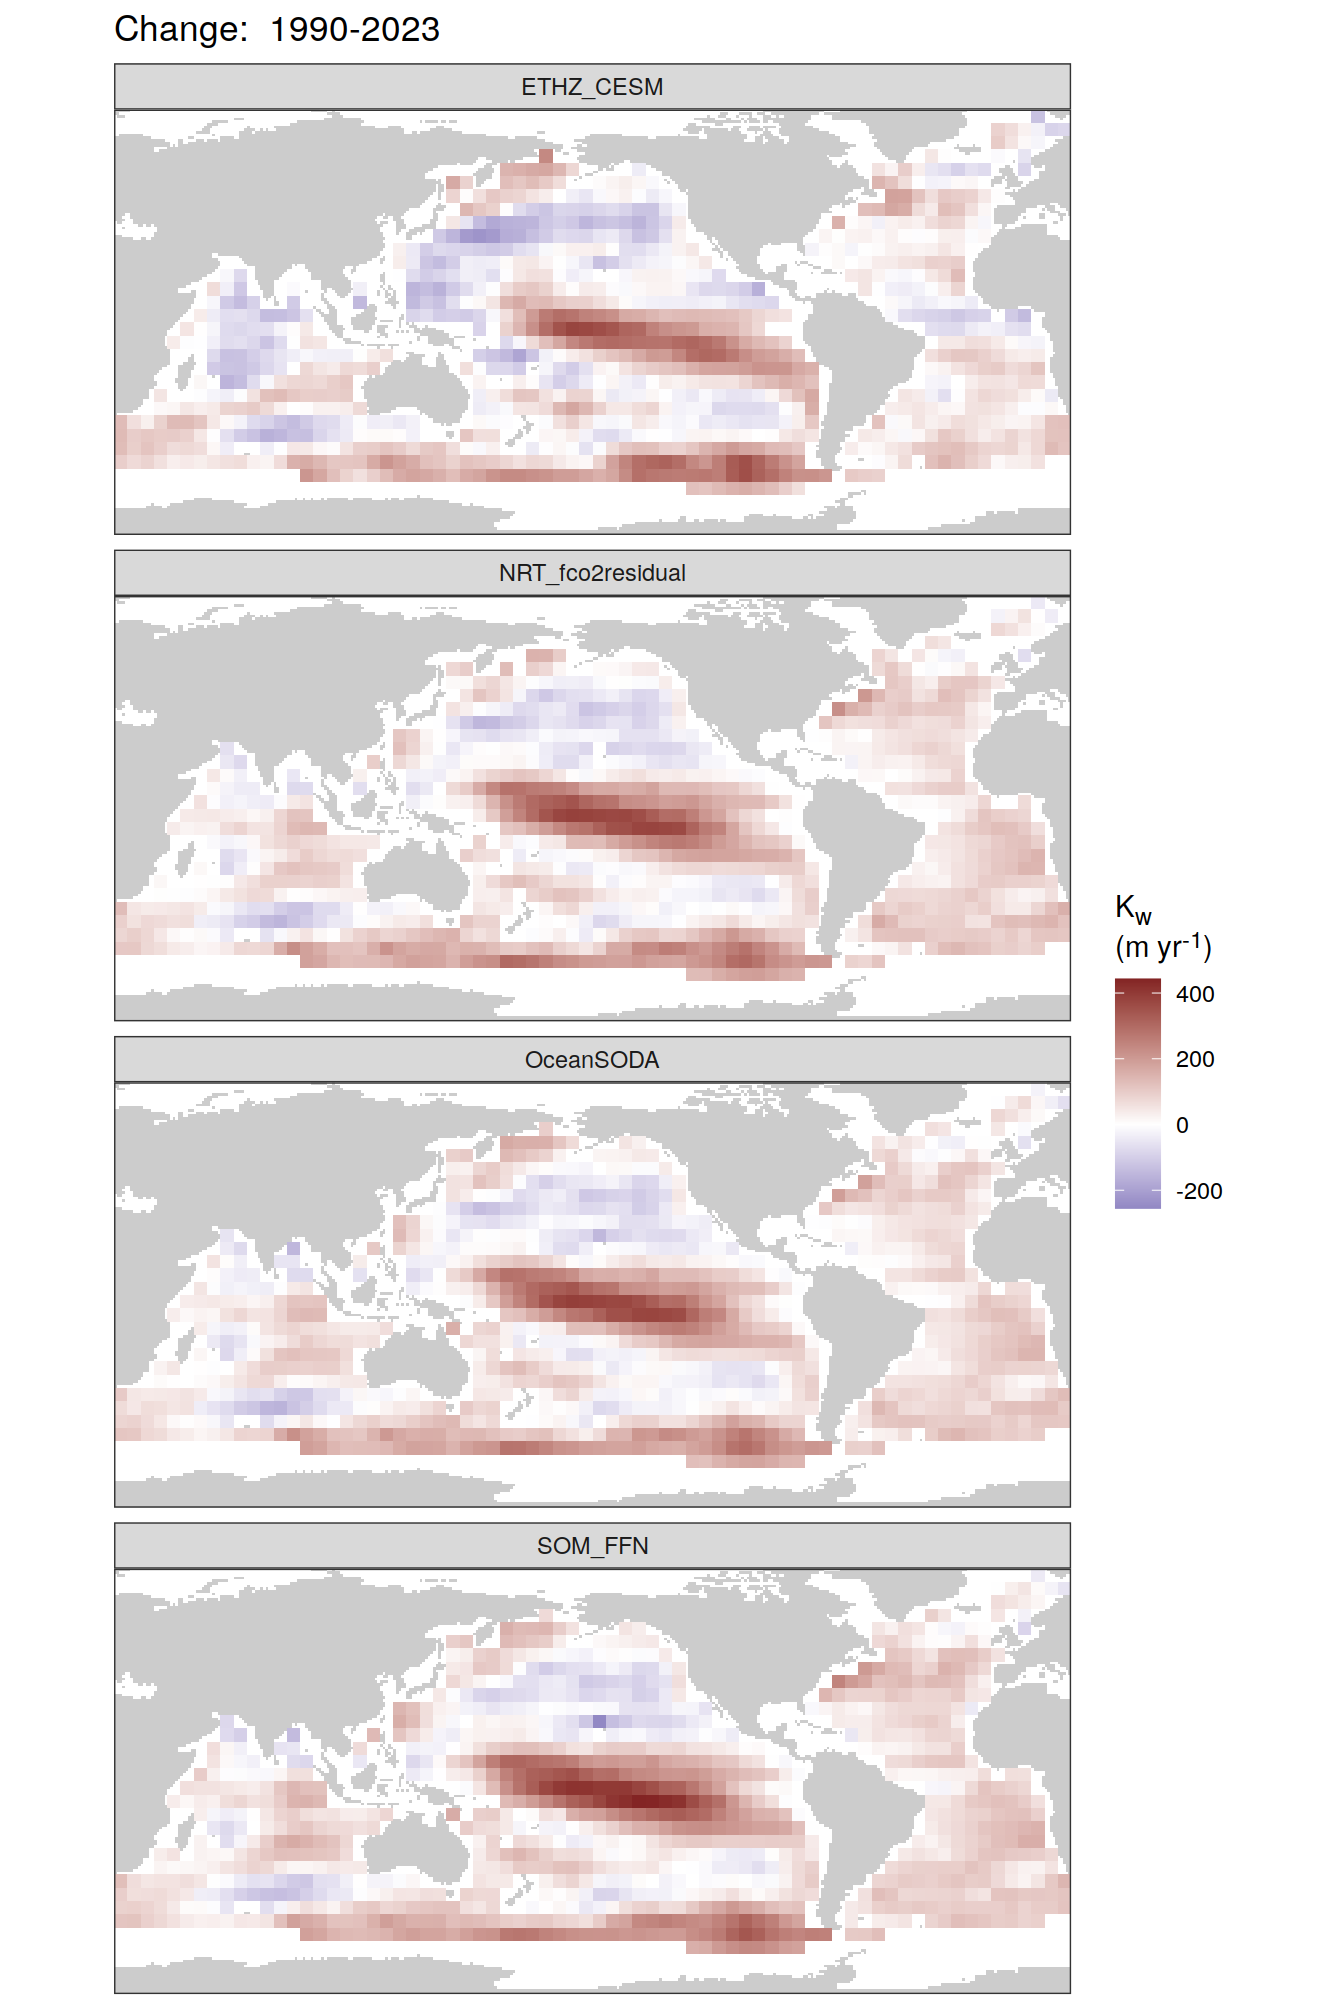 Change:  1990-2023
ETHZ_CESM
NRT_fco2residual
OceanSODA
SOM_FFN
Kw
(m yr-1)
400
200
0
-200